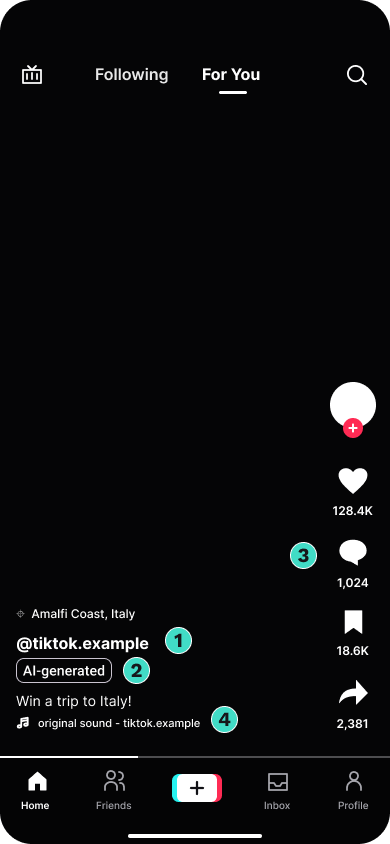 Following For You
128.4K
3
1,024
Amalfi Coast, Italy
@tiktok.example 1
18.6K
AI-generated 2
Win a trip to Italy!
original sound - tiktok.example 4
2,381
Home Friends Inbox Profile